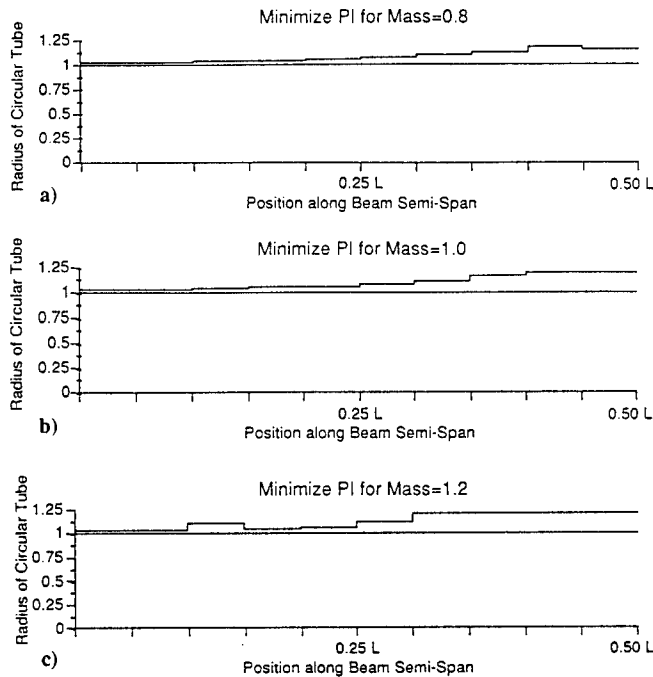 Minimize PI for Mass=0.8
Radius of Circular Tube
1.25
1
0.75
0.5
0.25
0
a)
0.25 L
0.50 L
Position along Beam Semi-Span
Minimize PI for Mass=1.0
Radius of Circular Tube
1.25
1
0.75
0.5
0.25
0
b)
0.25 L
0.50 L
Position along Beam Semi-Span
Minimize PI for Mass=1.2
Radius of Circular Tube
1.25
1
0.75
0.5
0.25
0
c)
0.25 L
0.50 L
Position along Beam Semi-Span